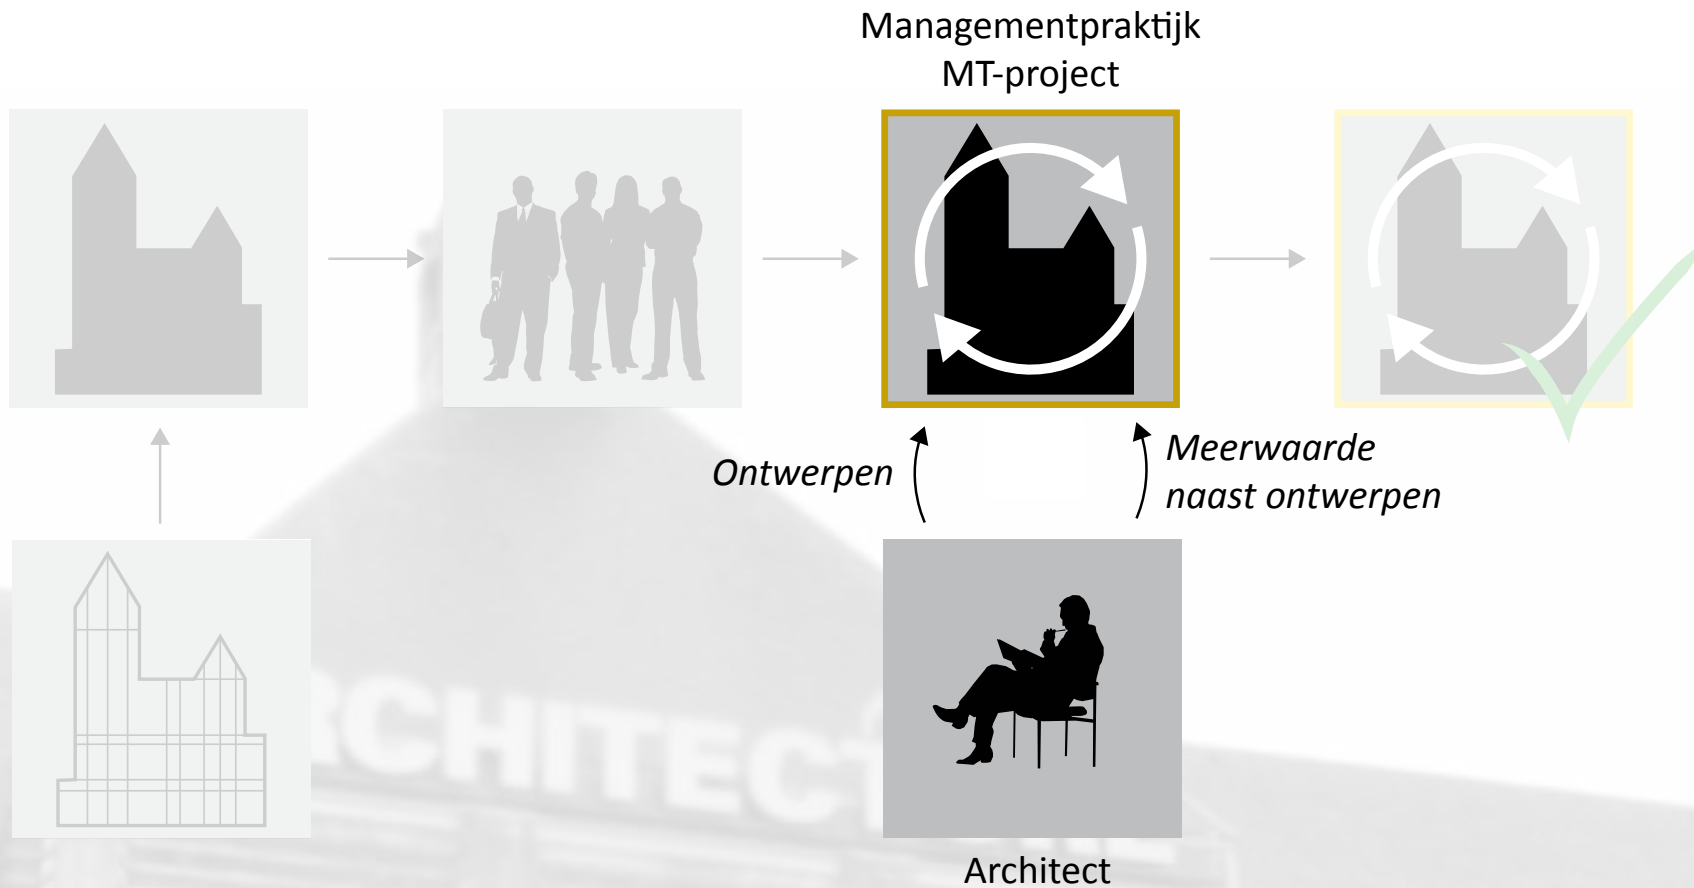 Managementpraktijk
MT-project
Ontwerpen
Meerwaarde
naast ontwerpen
Architect